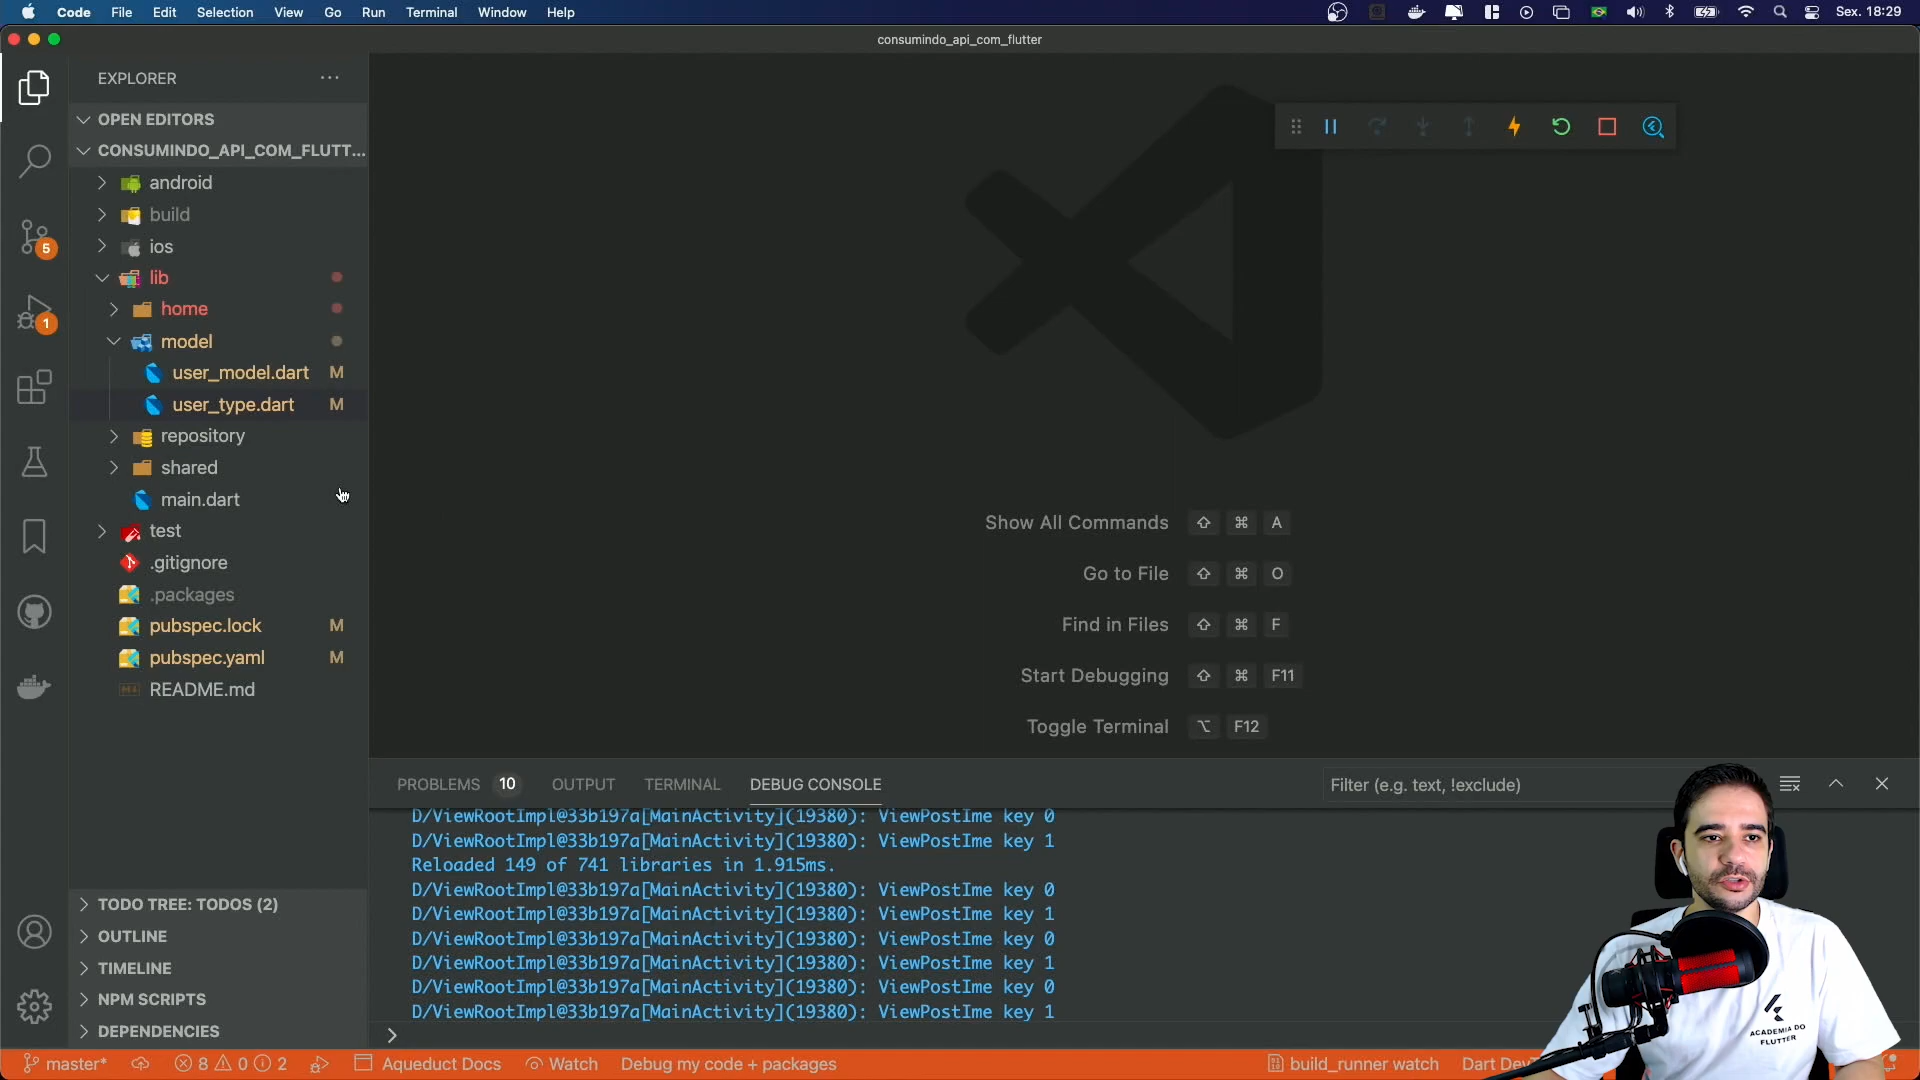 Code File Edit Selection View Go Run Terminal Window Help
Sex. 18:29
consumindo_api_com_flutter
EXPLORER
OPEN EDITORS
CONSUMINDO_API_COM_FLUTT...
android
build
5
ios
lib
home
1
model
user_model.dart M
user_type.dart M
repository
shared
main.dart
test
.gitignore
.packages
pubspec.lock M
pubspec.yaml M
README.md
TODO TREE: TODOS (2)
OUTLINE
TIMELINE
NPM SCRIPTS
DEPENDENCIES
Show All Commands ⇧ ⌘ A
Go to File ⇧ ⌘ O
Find in Files ⇧ ⌘ F
Start Debugging ⇧ ⌘ F11
Toggle Terminal ⌥ F12
PROBLEMS 10 OUTPUT TERMINAL DEBUG CONSOLE
Filter (e.g. text, !exclude)
D/ViewRootImpl@33b197a[MainActivity](19380): ViewPostIme key 0
D/ViewRootImpl@33b197a[MainActivity](19380): ViewPostIme key 1
Reloaded 149 of 741 libraries in 1.915ms.
D/ViewRootImpl@33b197a[MainActivity](19380): ViewPostIme key 0
D/ViewRootImpl@33b197a[MainActivity](19380): ViewPostIme key 1
D/ViewRootImpl@33b197a[MainActivity](19380): ViewPostIme key 0
D/ViewRootImpl@33b197a[MainActivity](19380): ViewPostIme key 1
D/ViewRootImpl@33b197a[MainActivity](19380): ViewPostIme key 0
D/ViewRootImpl@33b197a[MainActivity](19380): ViewPostIme key 1
ACADEMIA DO
FLUTTER
master* 8 0 2 Aqueduct Docs Watch Debug my code + packages build_runner watch Dart